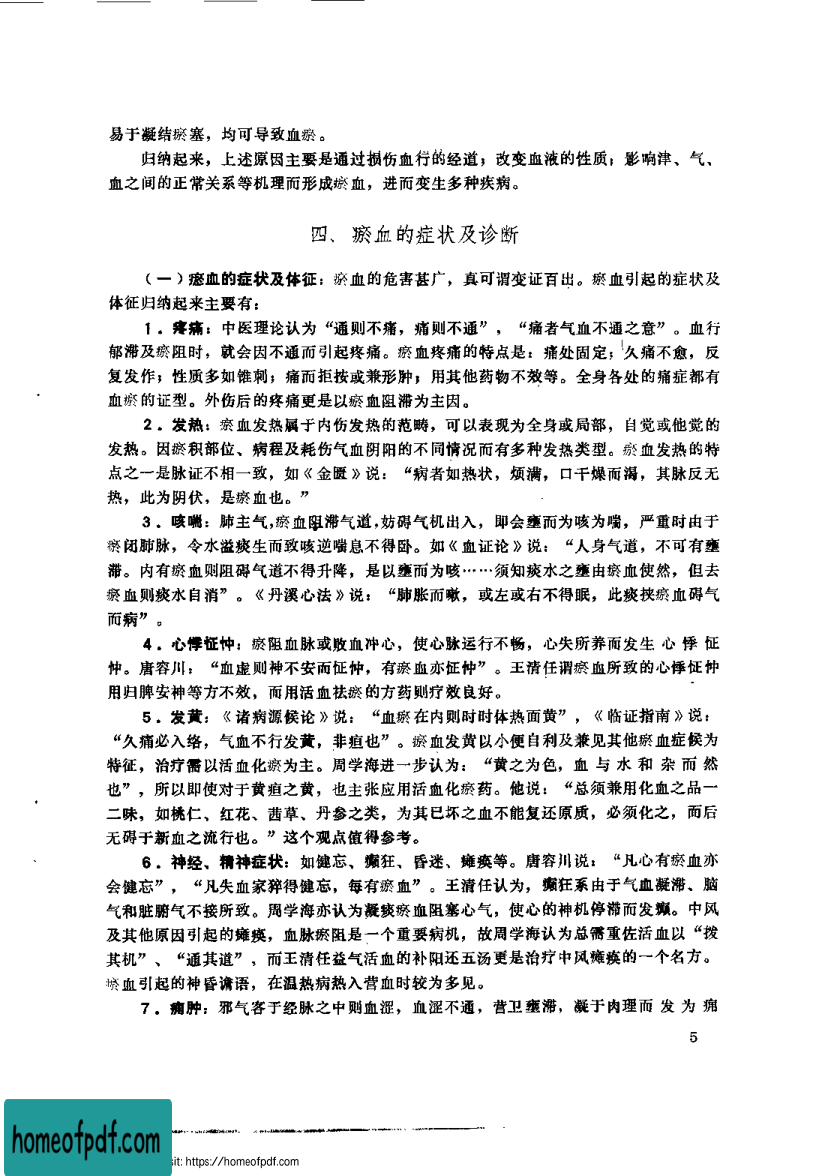 易于凝结瘀塞，均可导致血瘀。
归纳起来，上述原因主要是通过损伤血行的经道；改变血液的性质；影响津、气、
血之间的正常关系等机理而形成瘀血，进而变生多种疾病。
四、瘀血的症状及诊断
（一）瘀血的症状及体征：瘀血的危害甚广，真可谓变证百出。瘀血引起的症状及
体征归纳起来主要有：
1．疼痛：中医理论认为“通则不痛，痛则不通”，“痛者气血不通之意”。血行
郁滞及瘀阻时，就会因不通而引起疼痛。瘀血疼痛的特点是：痛处固定；久痛不愈，反
复发作；性质多如锥刺；痛而拒按或兼形肿；用其他药物不效等。全身各处的痛症都有
血瘀的证型。外伤后的疼痛更是以瘀血阻滞为主因。
2．发热：瘀血发热属于内伤发热的范畴，可以表现为全身或局部，自觉或他觉的
发热。因瘀积部位、病程及耗伤气血阴阳的不同情况而有多种发热类型。瘀血发热的特
点之一是脉证不相一致，如《金匮》说：“病者如热状，烦满，口干燥而渴，其脉反无
热，此为阴伏，是瘀血也。”
3．咳喘：肺主气，瘀血阻滞气道，妨碍气机出入，即会壅而为咳为喘，严重时由于
瘀闭肺脉，令水溢痰生而致咳逆喘息不得卧。如《血证论》说：“人身气道，不可有壅
滞。内有瘀血则阻碍气道不得升降，是以壅而为咳……须知痰水之壅由瘀血使然，但去
瘀血则痰水自消”。《丹溪心法》说：“肺胀而嗽，或左或右不得眠，此痰挟瘀血碍气
而病”。
4．心悸怔忡：瘀阻血脉或败血冲心，使心脉运行不畅，心失所养而发生心悸怔
忡。唐容川：“血虚则神不安而怔忡，有瘀血亦怔忡”。王清任谓瘀血所致的心悸怔忡
用归脾安神等方不效，而用活血祛瘀的方药则疗效良好。
5．发黄：《诸病源候论》说：“血瘀在内则时时体热面黄”，《临证指南》说：
“久痛必入络，气血不行发黄，非疸也”。瘀血发黄以小便自利及兼见其他瘀血症候为
特征，治疗需以活血化瘀为主。周学海进一步认为：“黄之为色，血与水和杂而然
也”，所以即使对于黄疸之黄，也主张应用活血化瘀药。他说：“总须兼用化血之品一
二味，如桃仁、红花、茜草、丹参之类，为其已坏之血不能复还原质，必须化之，而后
无碍于新血之流行也。”这个观点值得参考。
6．神经、精神症状：如健忘、癫狂、昏迷、瘫痪等。唐容川说：“凡心有瘀血亦
会健忘”，“凡失血家猝得健忘，每有瘀血”。王清任认为，癫狂系由于气血凝滞、脑
气和脏腑气不接所致。周学海亦认为凝痰瘀血阻塞心气，使心的神机停滞而发癫。中风
及其他原因引起的瘫痪，血脉瘀阻是一个重要病机，故周学海认为总需重佐活血以“拨
其机”、“通其道”，而王清任益气活血的补阳还五汤更是治疗中风瘫痪的一个名方。
瘀血引起的神昏谵语，在温热病热入营血时较为多见。
7．痈肿：邪气客于经脉之中则血涩，血涩不通，营卫壅滞，凝于肉理而发为痈
5
homeofpdf.com
sit: https://homeofpdf.com